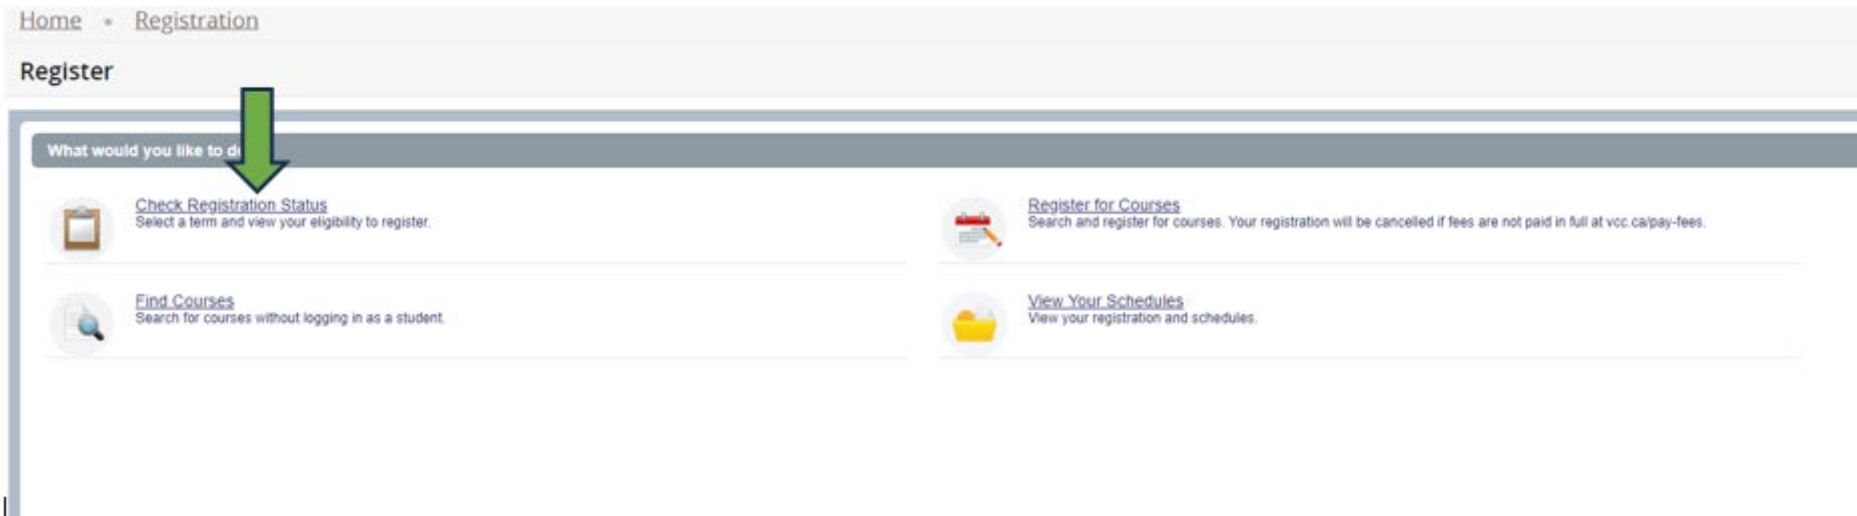 Home • Registration
Register
What would you like to d
Check Registration Status
Select a term and view your eligibility to register.
Register for Courses
Search and register for courses. Your registration will be cancelled if fees are not paid in full at vcc.ca/pay-fees.
Find Courses
Search for courses without logging in as a student.
View Your Schedules
View your registration and schedules.